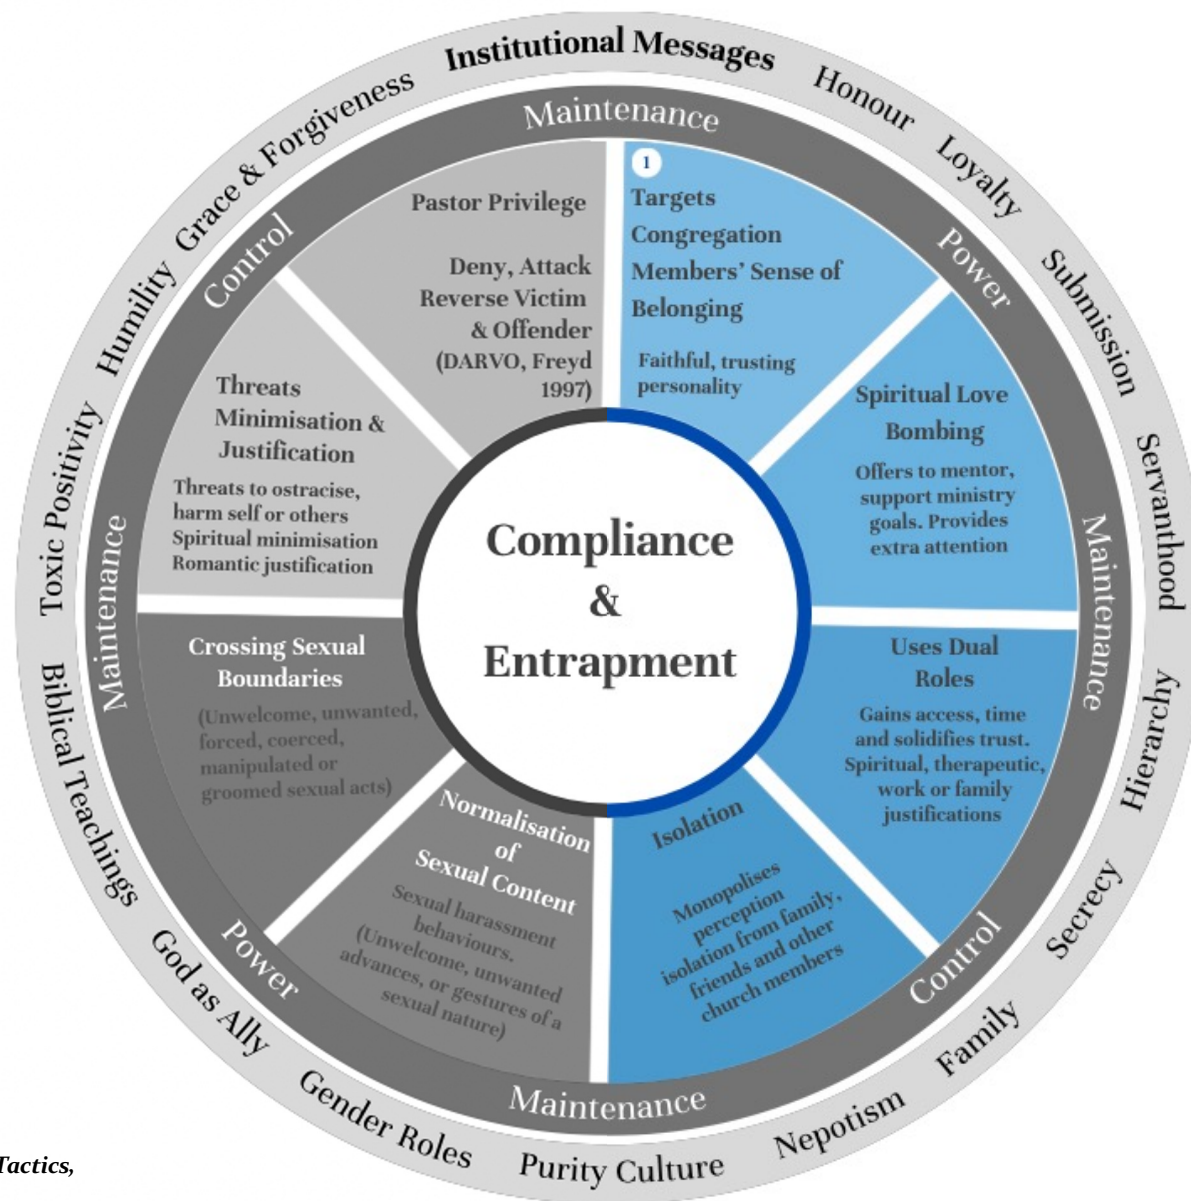 Institutional Messages
Honour
Loyalty
Submission
Servanthood
Hierarchy
Secrecy
Family
Nepotism
Purity Culture
Gender Roles
God as Ally
Biblical Teachings
Toxic Positivity
Humility
Grace & Forgiveness
Maintenance
Power
Maintenance
Control
Maintenance
Power
Maintenance
Control
1
Targets
Congregation
Members’ Sense of
Belonging
Faithful, trusting
personality
Spiritual Love
Bombing
Offers to mentor,
support ministry
goals. Provides
extra attention
Uses Dual
Roles
Gains access, time
and solidifies trust.
Spiritual, therapeutic,
work or family
justifications
Isolation
Monopolises
perception
isolation from family,
friends and other
church members
Normalisation
of
Sexual Content
Sexual harassment
behaviours.
(Unwelcome, unwanted
advances, or gestures of a
sexual nature)
Crossing Sexual
Boundaries
(Unwelcome, unwanted,
forced, coerced,
manipulated or
groomed sexual acts)
Threats
Minimisation &
Justification
Threats to ostracise,
harm self or others
Spiritual minimisation
Romantic justification
Pastor Privilege
Deny, Attack
Reverse Victim
& Offender
(DARVO, Freyd
1997)
Compliance
&
Entrapment
Tactics,